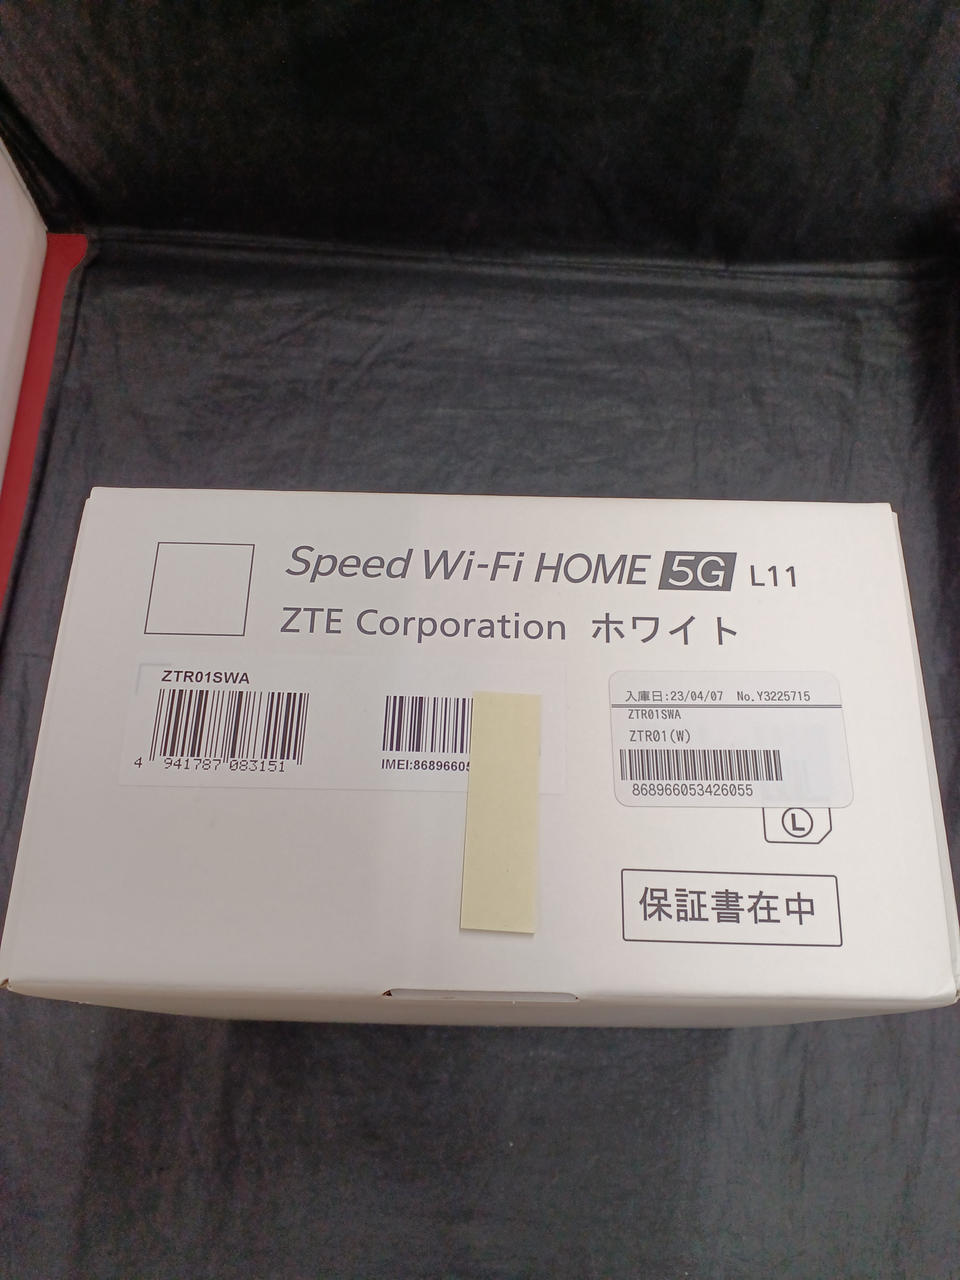 Speed Wi-Fi HOME 5G L11
ZTE Corporation ホワイト
ZTR01SWA
4 941787 083151
IMEI:86896605
入庫日:23/04/07 No.Y3225715
ZTR01SWA
ZTR01(W)
868966053426055
L
保証書在中